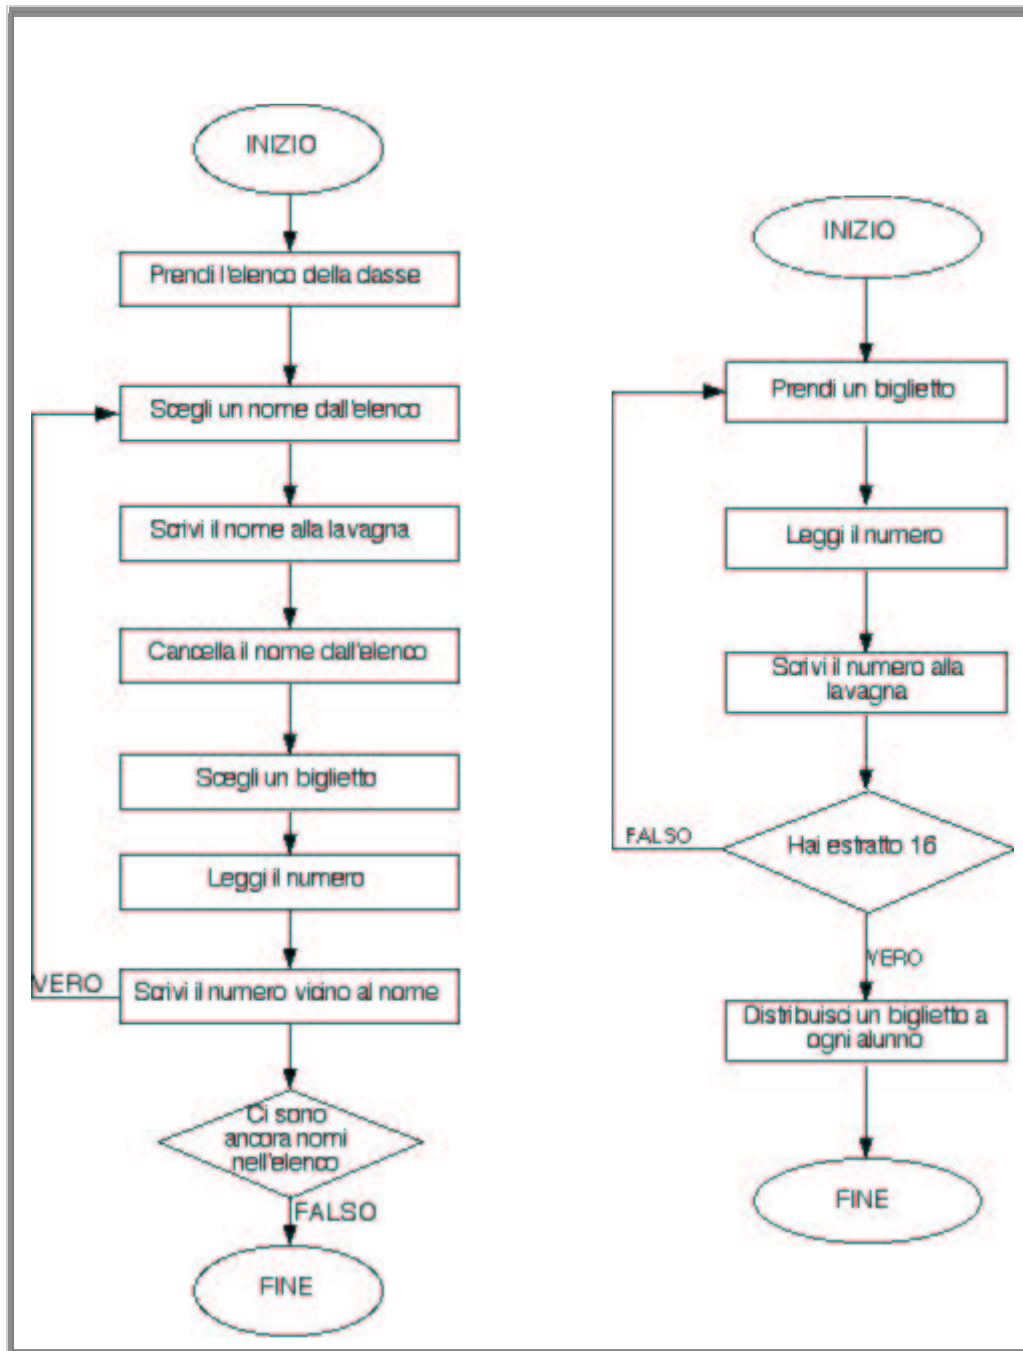 INIZIO
Prendi l'elenco della classe
Scegli un nome dall'elenco
Scrivi il nome alla lavagna
Cancella il nome dall'elenco
Scegli un biglietto
Leggi il numero
VERO
Scrivi il numero vicino al nome
Ci sono
ancora nomi
nell'elenco
FALSO
FINE
INIZIO
Prendi un biglietto
Leggi il numero
Scrivi il numero alla
lavagna
FALSO
Hai estratto 16
VERO
Distribuisci un biglietto a
ogni alunno
FINE